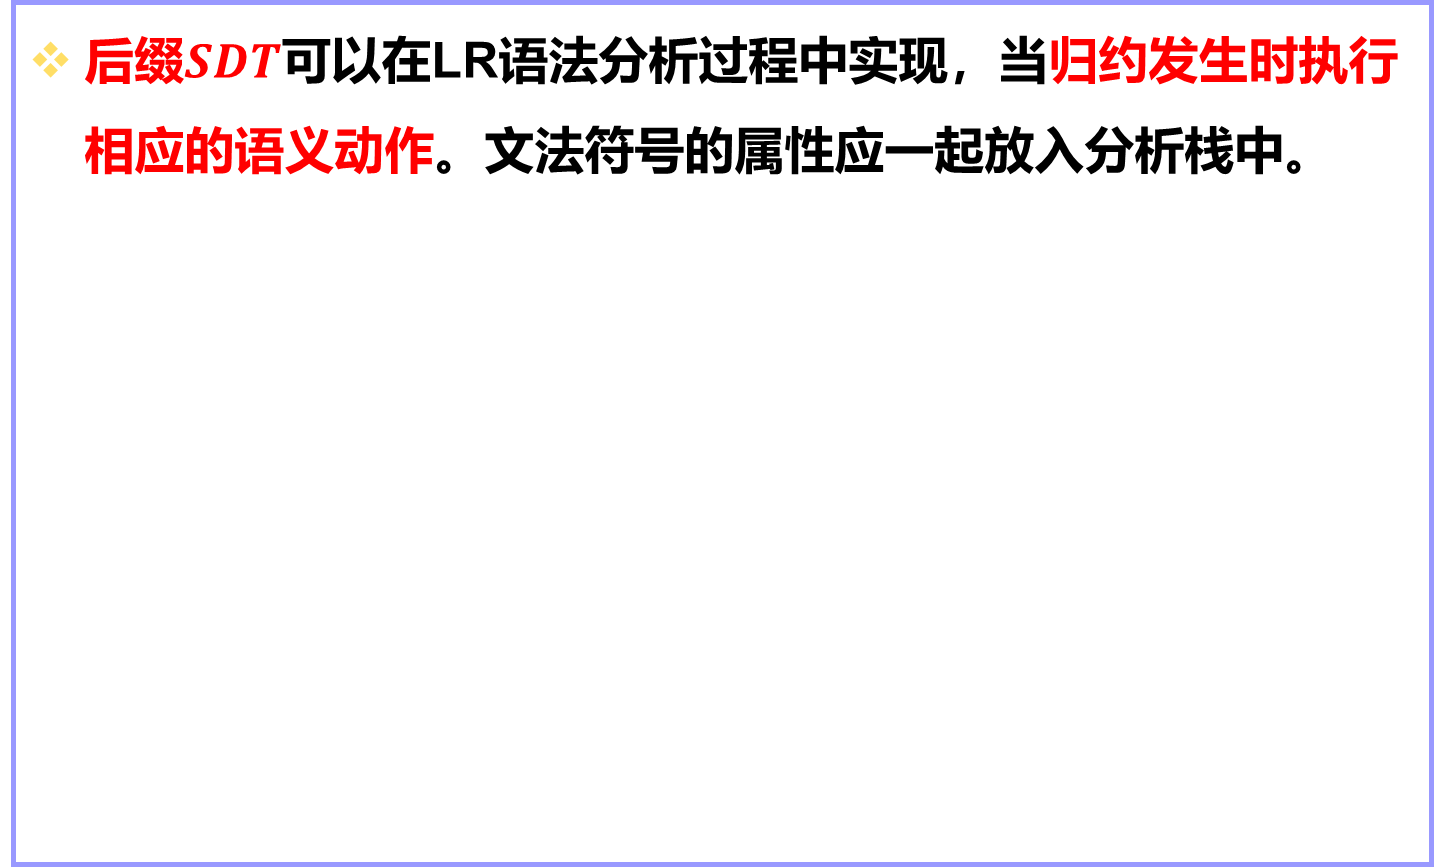 后缀SDT可以在LR语法分析过程中实现，当归约发生时执行
相应的语义动作。文法符号的属性应一起放入分析栈中。